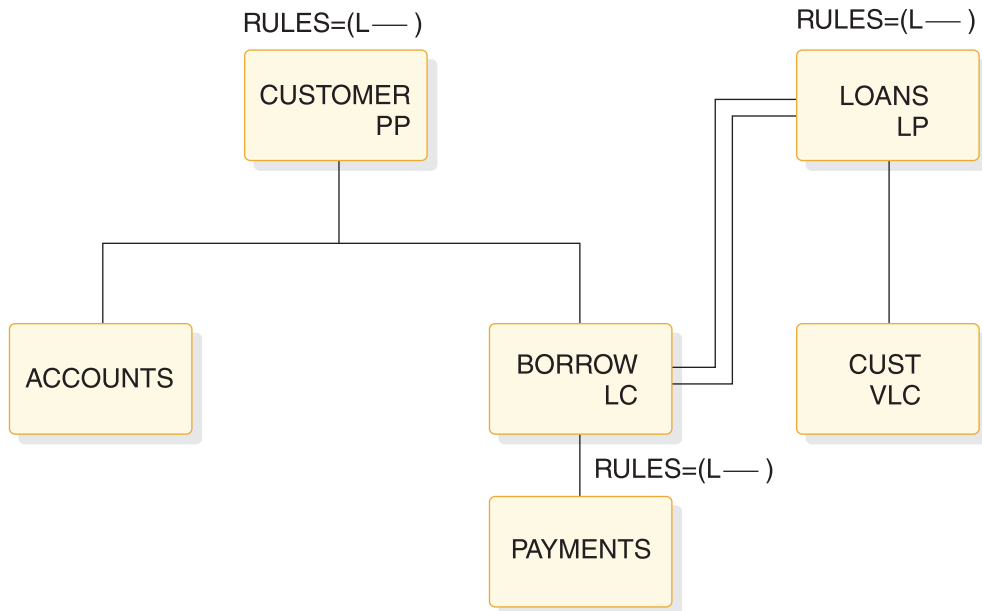 RULES=(L— )
CUSTOMER
PP
RULES=(L— )
LOANS
LP
ACCOUNTS
BORROW
LC
CUST
VLC
RULES=(L— )
PAYMENTS